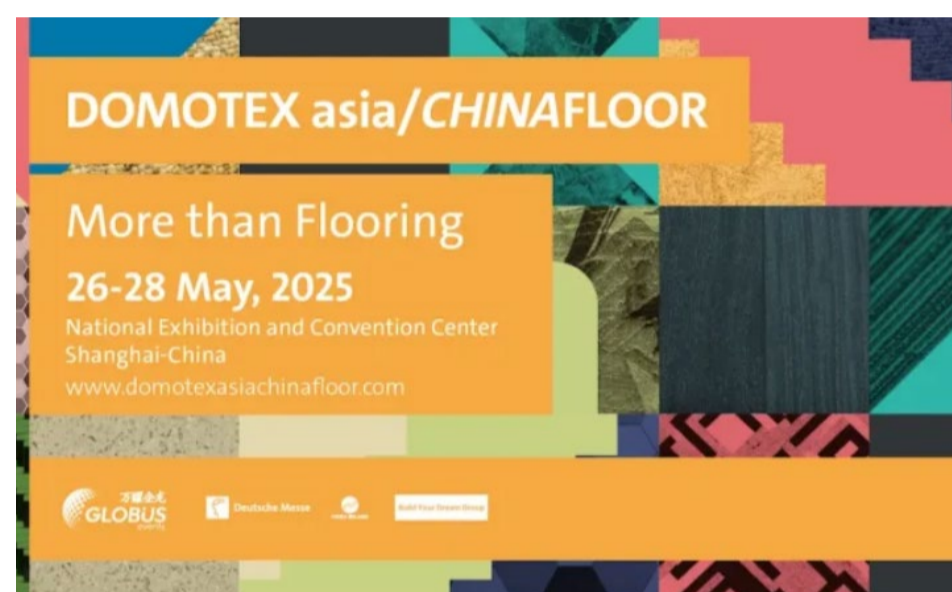 DOMOTEX asia/CHINAFLOOR
More than Flooring
26-28 May, 2025
National Exhibition and Convention Center
Shanghai-China
www.domotexasiachinafloor.com
GLOBUS
events
Deutsche Messe
Build Your Dream Group